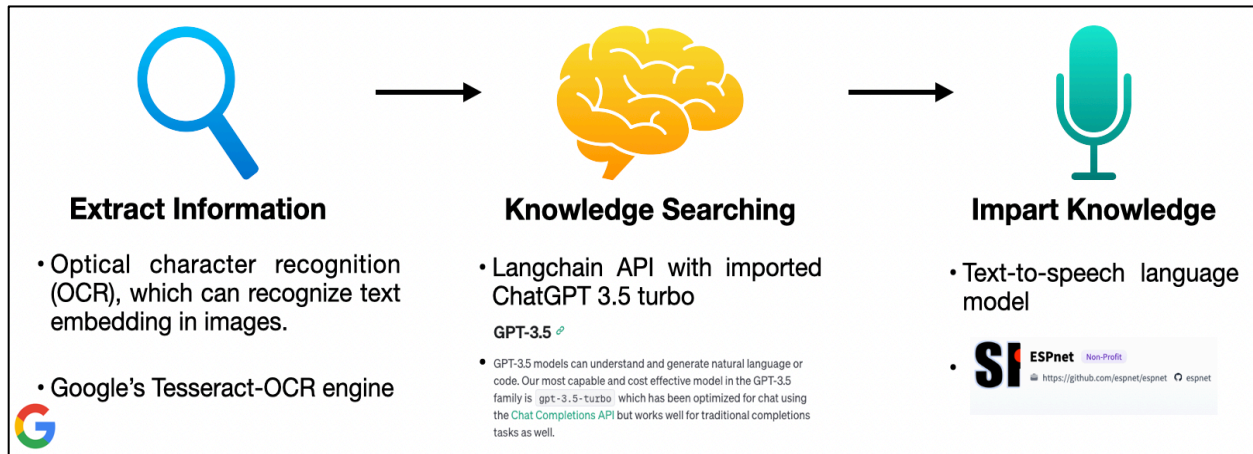 Extract Information
• Optical character recognition
(OCR), which can recognize text
embedding in images.
• Google's Tesseract-OCR engine
Knowledge Searching
• Langchain API with imported
ChatGPT 3.5 turbo
GPT-3.5
• GPT-3.5 models can understand and generate natural language or
code. Our most capable and cost effective model in the GPT-3.5
family is gpt-3.5-turbo which has been optimized for chat using
the Chat Completions API but works well for traditional completions
tasks as well.
Impart Knowledge
• Text-to-speech language
model
• ESPnet Non-Profit
https://github.com/espnet/espnet espnet